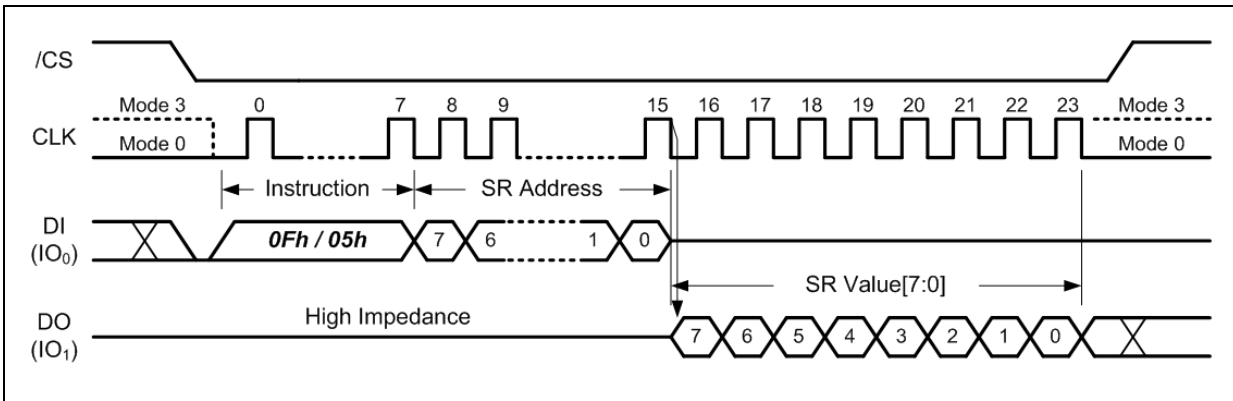 /CS
Mode 3 0 7 8 9 15 16 17 18 19 20 21 22 23 Mode 3
CLK
Mode 0 Mode 0
Instruction SR Address
DI
(IO₀)
0Fh / 05h 7 6 1 0
SR Value[7:0]
High Impedance
DO
(IO₁)
7 6 5 4 3 2 1 0